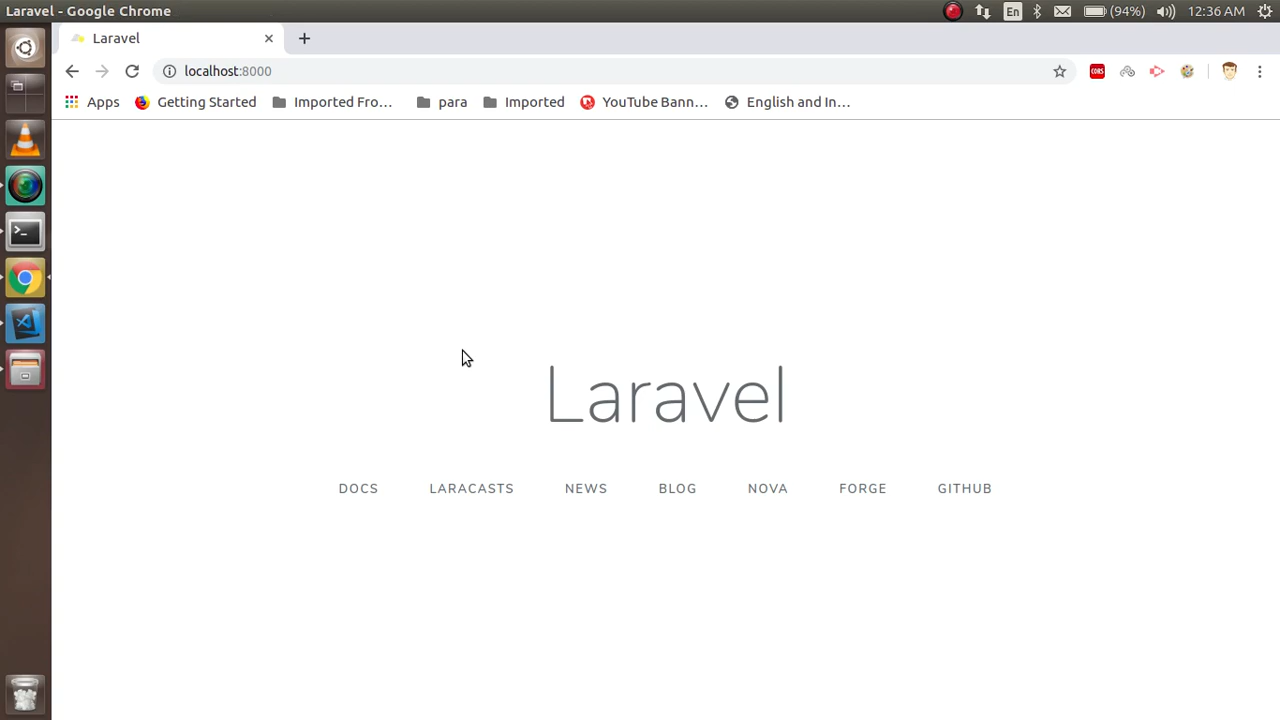 Laravel - Google Chrome
En
(94%)
12:36 AM
Laravel
localhost:8000
CORS
Apps
Getting Started
Imported Fro...
para
Imported
YouTube Bann...
English and In...
Laravel
DOCS LARACASTS NEWS BLOG NOVA FORGE GITHUB